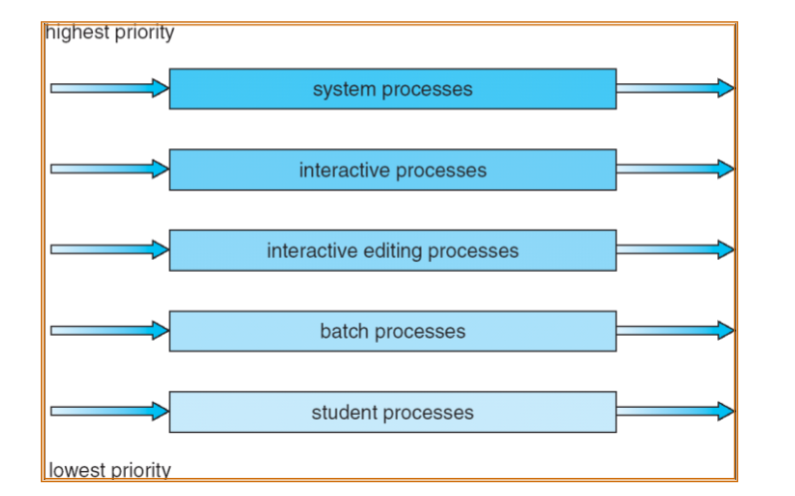 highest priority
system processes
interactive processes
interactive editing processes
batch processes
student processes
lowest priority